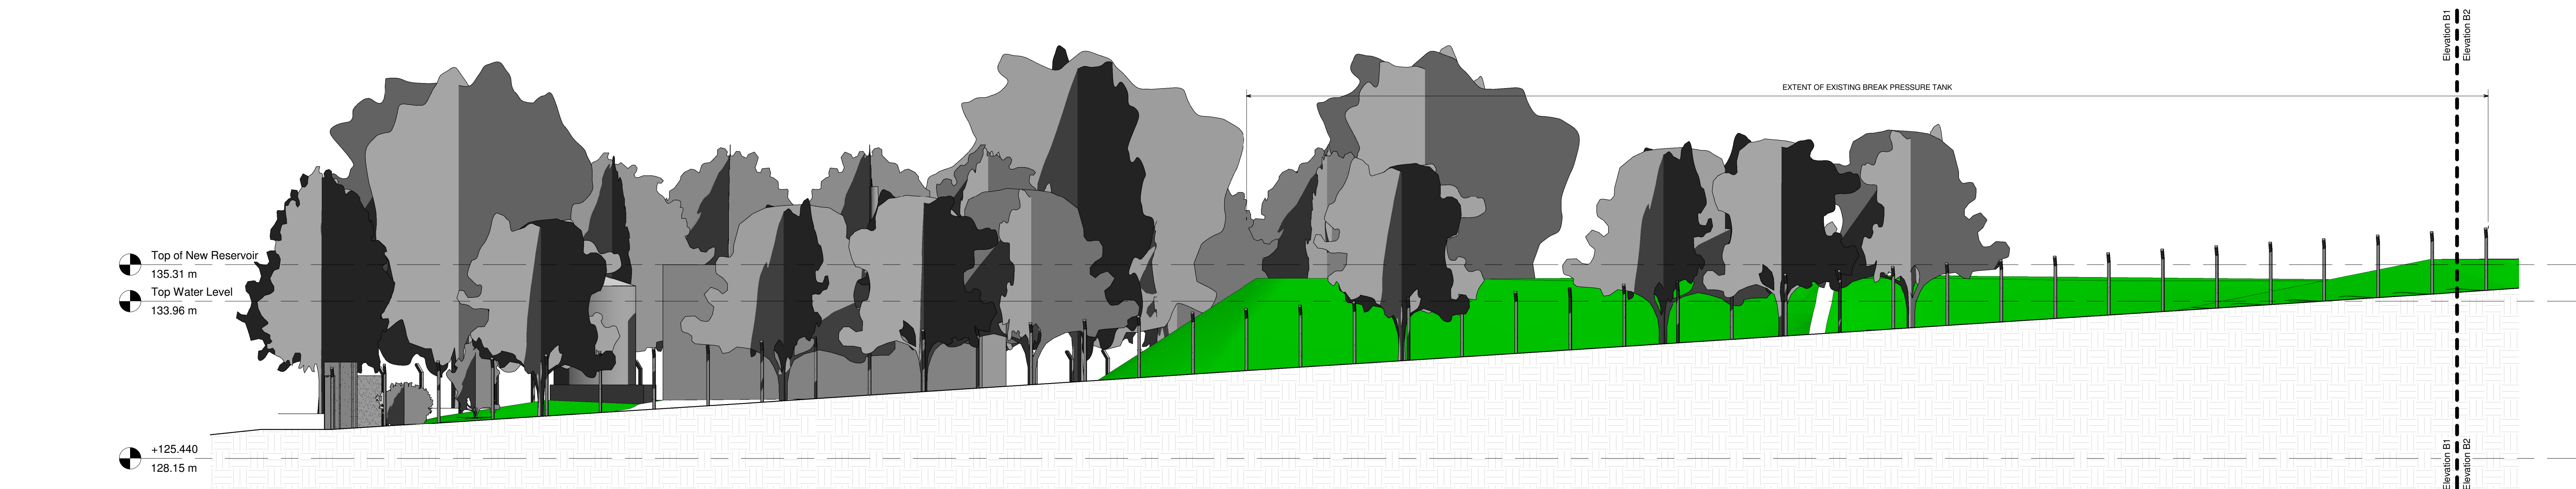 Elevation B1
Elevation B2
EXTENT OF EXISTING BREAK PRESSURE TANK
Top of New Reservoir
135.31 m
Top Water Level
133.96 m
+125.440
128.15 m
Elevation B1
Elevation B2